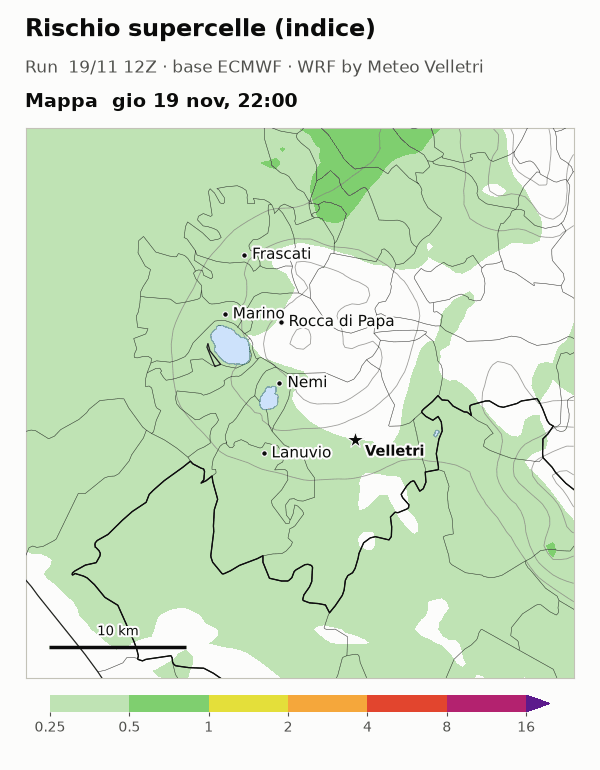 Rischio supercelle (indice)
Run  19/11 12Z · base ECMWF · WRF by Meteo Velletri
Mappa  gio 19 nov, 22:00
Frascati
Marino
Rocca di Papa
Nemi
Velletri
Lanuvio
10 km
0.25 0.5 1 2 4 8 16